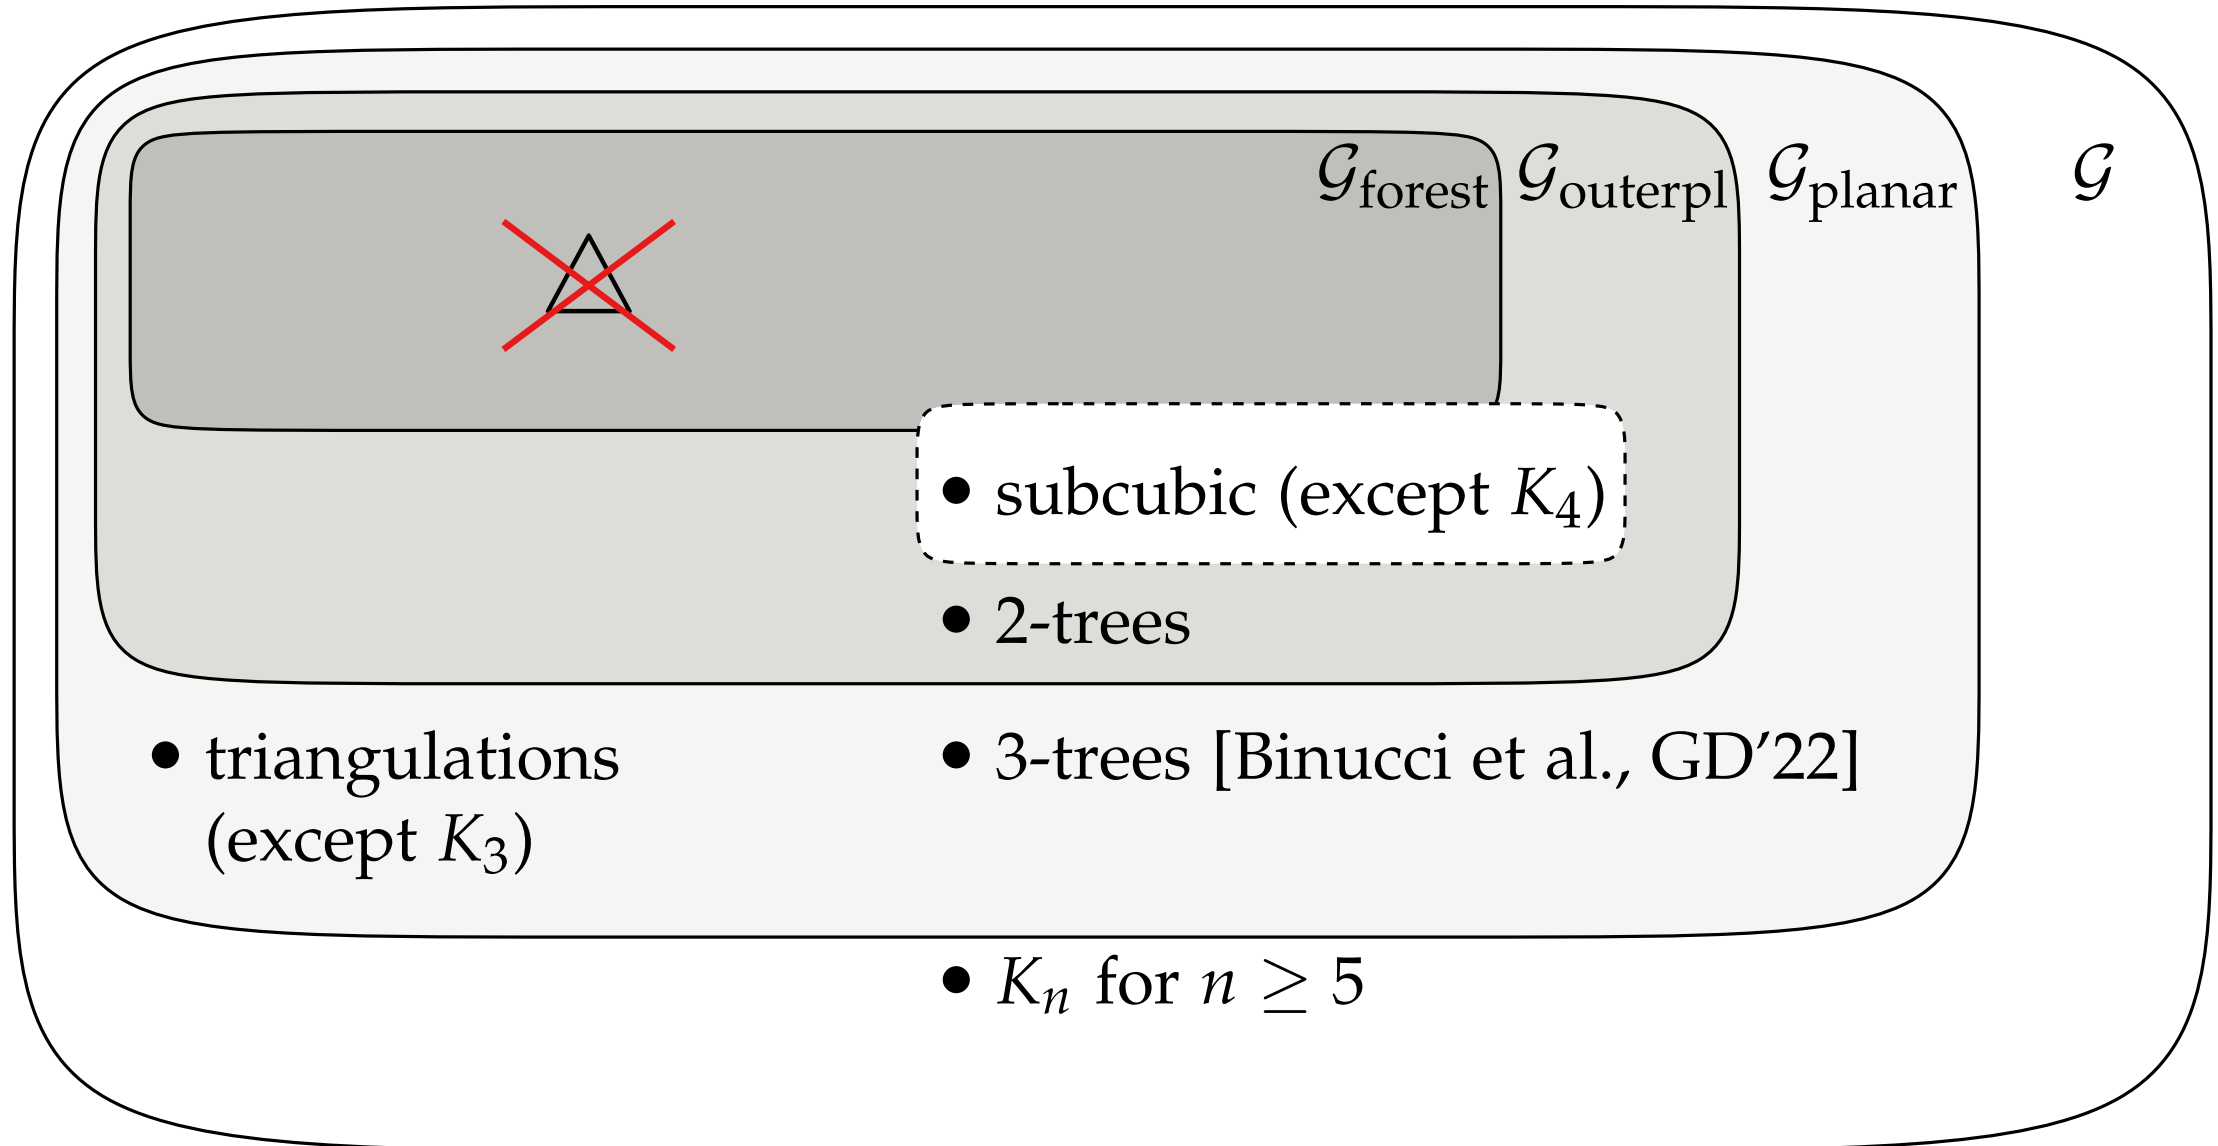 𝒢forest 𝒢outerpl 𝒢planar 𝒢
• subcubic (except K₄)
• 2-trees
• triangulations
(except K₃)
• 3-trees [Binucci et al., GD’22]
• Kₙ for n ≥ 5